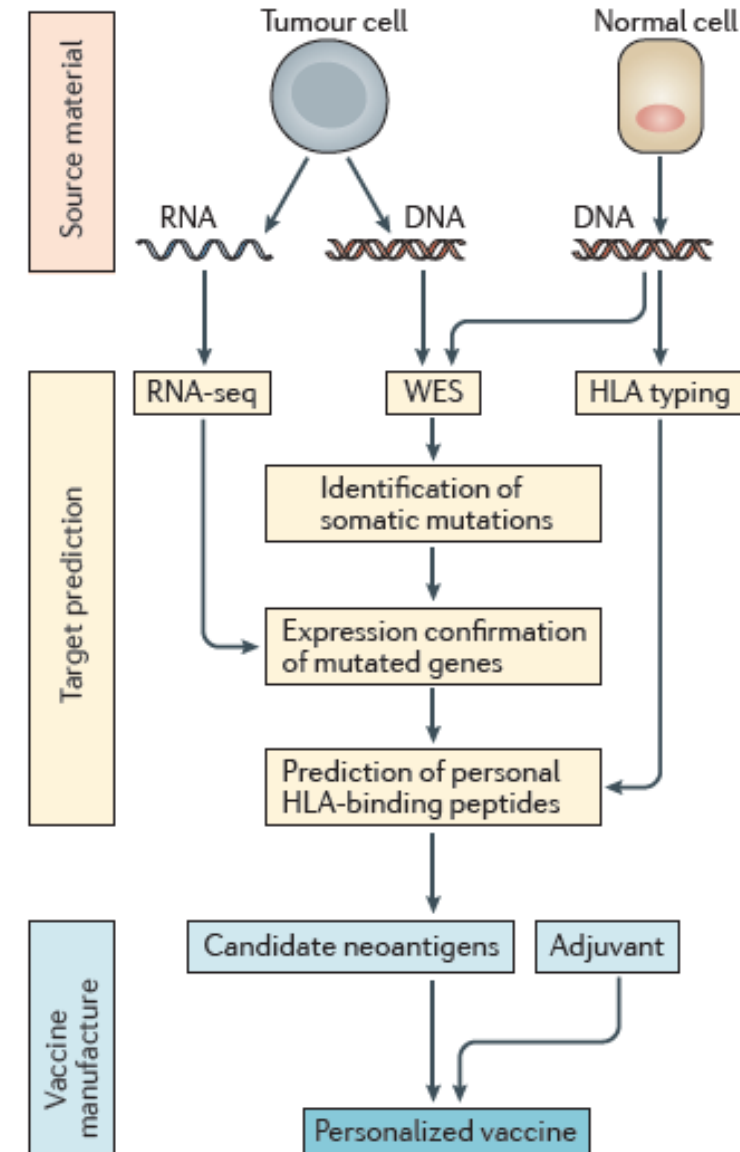 Tumour cell
Normal cell
Source material
RNA
DNA
DNA
RNA-seq
WES
HLA typing
Target prediction
Identification of
somatic mutations
Expression confirmation
of mutated genes
Prediction of personal
HLA-binding peptides
Candidate neoantigens
Adjuvant
Vaccine
manufacture
Personalized vaccine